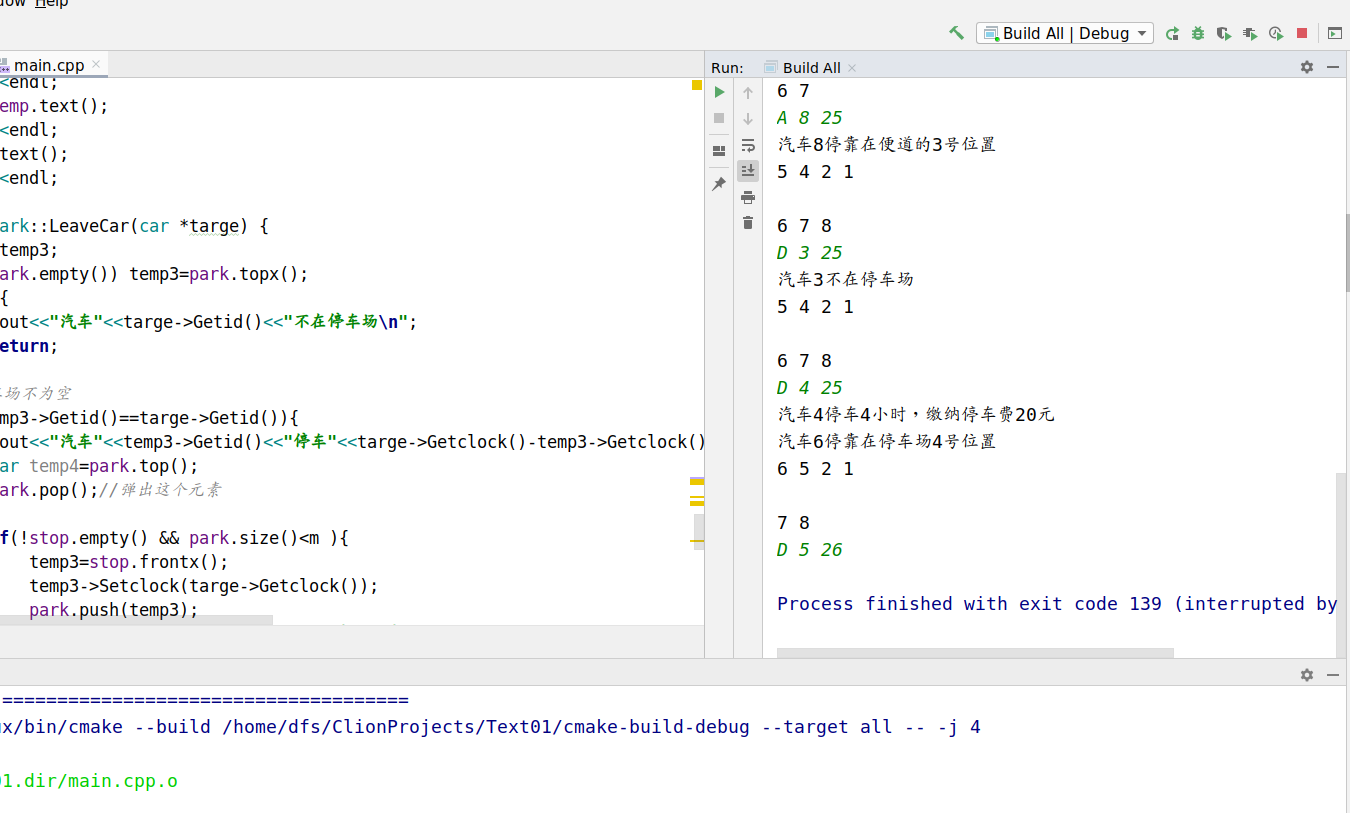 dow Help
Build All | Debug
main.cpp
<endl;
emp.text();
<endl;
text();
<endl;
ark::LeaveCar(car *targe) {
temp3;
ark.empty()) temp3=park.topx();
{
out<<"汽车"<<targe->Getid()<<"不在停车场\n";
eturn;
场不为空
mp3->Getid()==targe->Getid()){
out<<"汽车"<<temp3->Getid()<<"停车"<<targe->Getclock()-temp3->Getclock()
ar temp4=park.top();
ark.pop();//弹出这个元素
f(!stop.empty() && park.size()<m ){
temp3=stop.frontx();
temp3->Setclock(targe->Getclock());
park.push(temp3);
Run: Build All
6 7
A 8 25
汽车8停靠在便道的3号位置
5 4 2 1
6 7 8
D 3 25
汽车3不在停车场
5 4 2 1
6 7 8
D 4 25
汽车4停车4小时，缴纳停车费20元
汽车6停靠在停车场4号位置
6 5 2 1
7 8
D 5 26
Process finished with exit code 139 (interrupted by
=====================================
x/bin/cmake --build /home/dfs/ClionProjects/Text01/cmake-build-debug --target all -- -j 4
01.dir/main.cpp.o